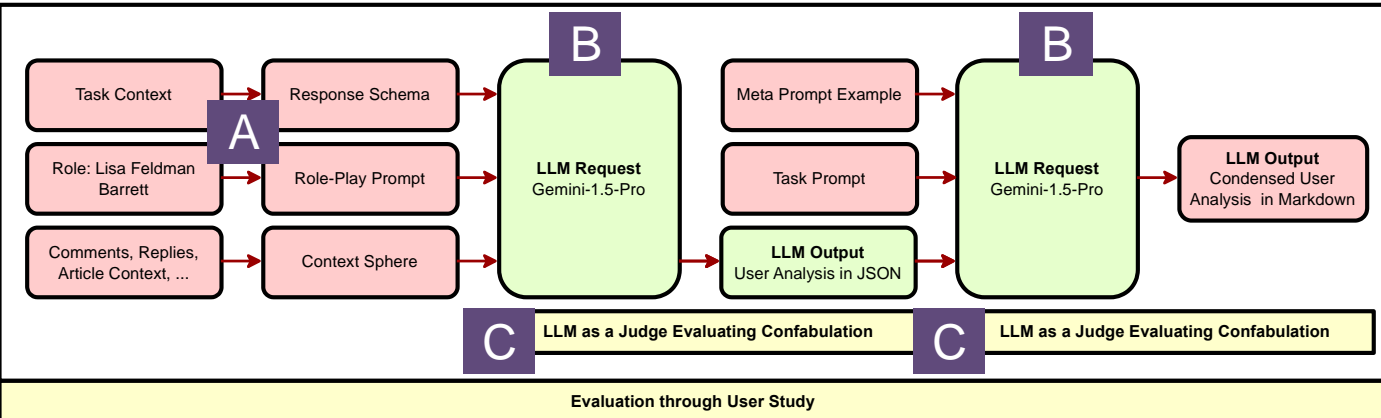 B
B
Task Context
Response Schema
Meta Prompt Example
A
LLM Request
Gemini-1.5-Pro
LLM Request
Gemini-1.5-Pro
Role: Lisa Feldman
Barrett
Role-Play Prompt
Task Prompt
LLM Output
Condensed User
Analysis in Markdown
Comments, Replies,
Article Context, ...
Context Sphere
LLM Output
User Analysis in JSON
C
LLM as a Judge Evaluating Confabulation
C
LLM as a Judge Evaluating Confabulation
Evaluation through User Study